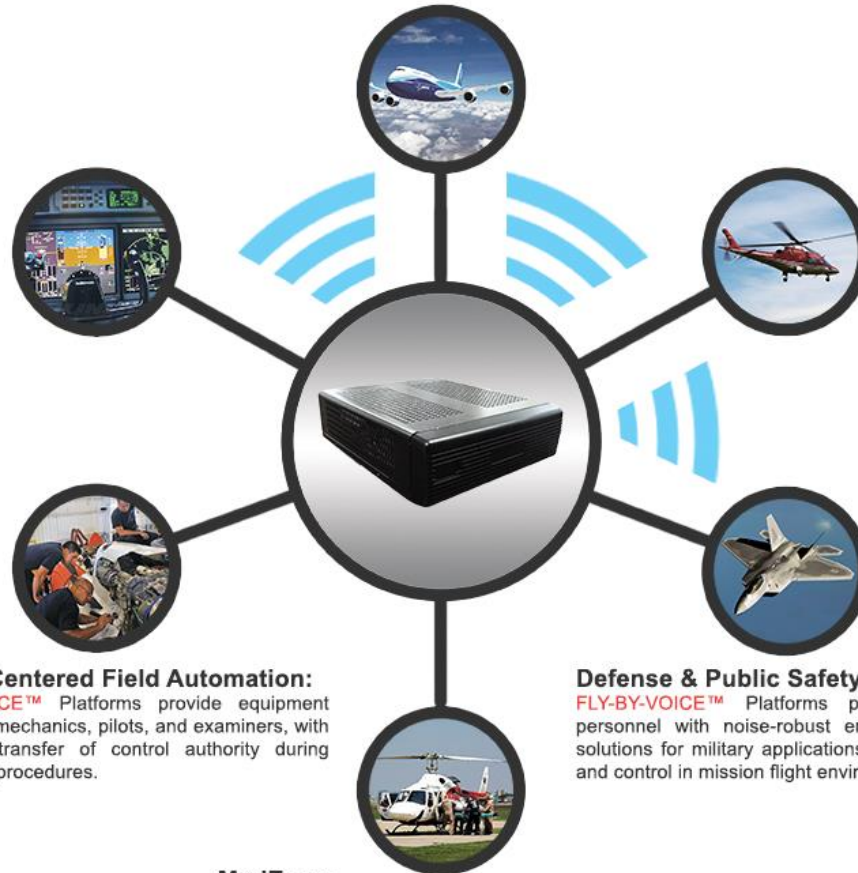 Centered Field Automation:
CE™ Platforms provide equipment
mechanics, pilots, and examiners, with
transfer of control authority during
procedures.
Defense & Public Safety
FLY-BY-VOICE™ Platforms p
personnel with noise-robust e
solutions for military applications
and control in mission flight envi